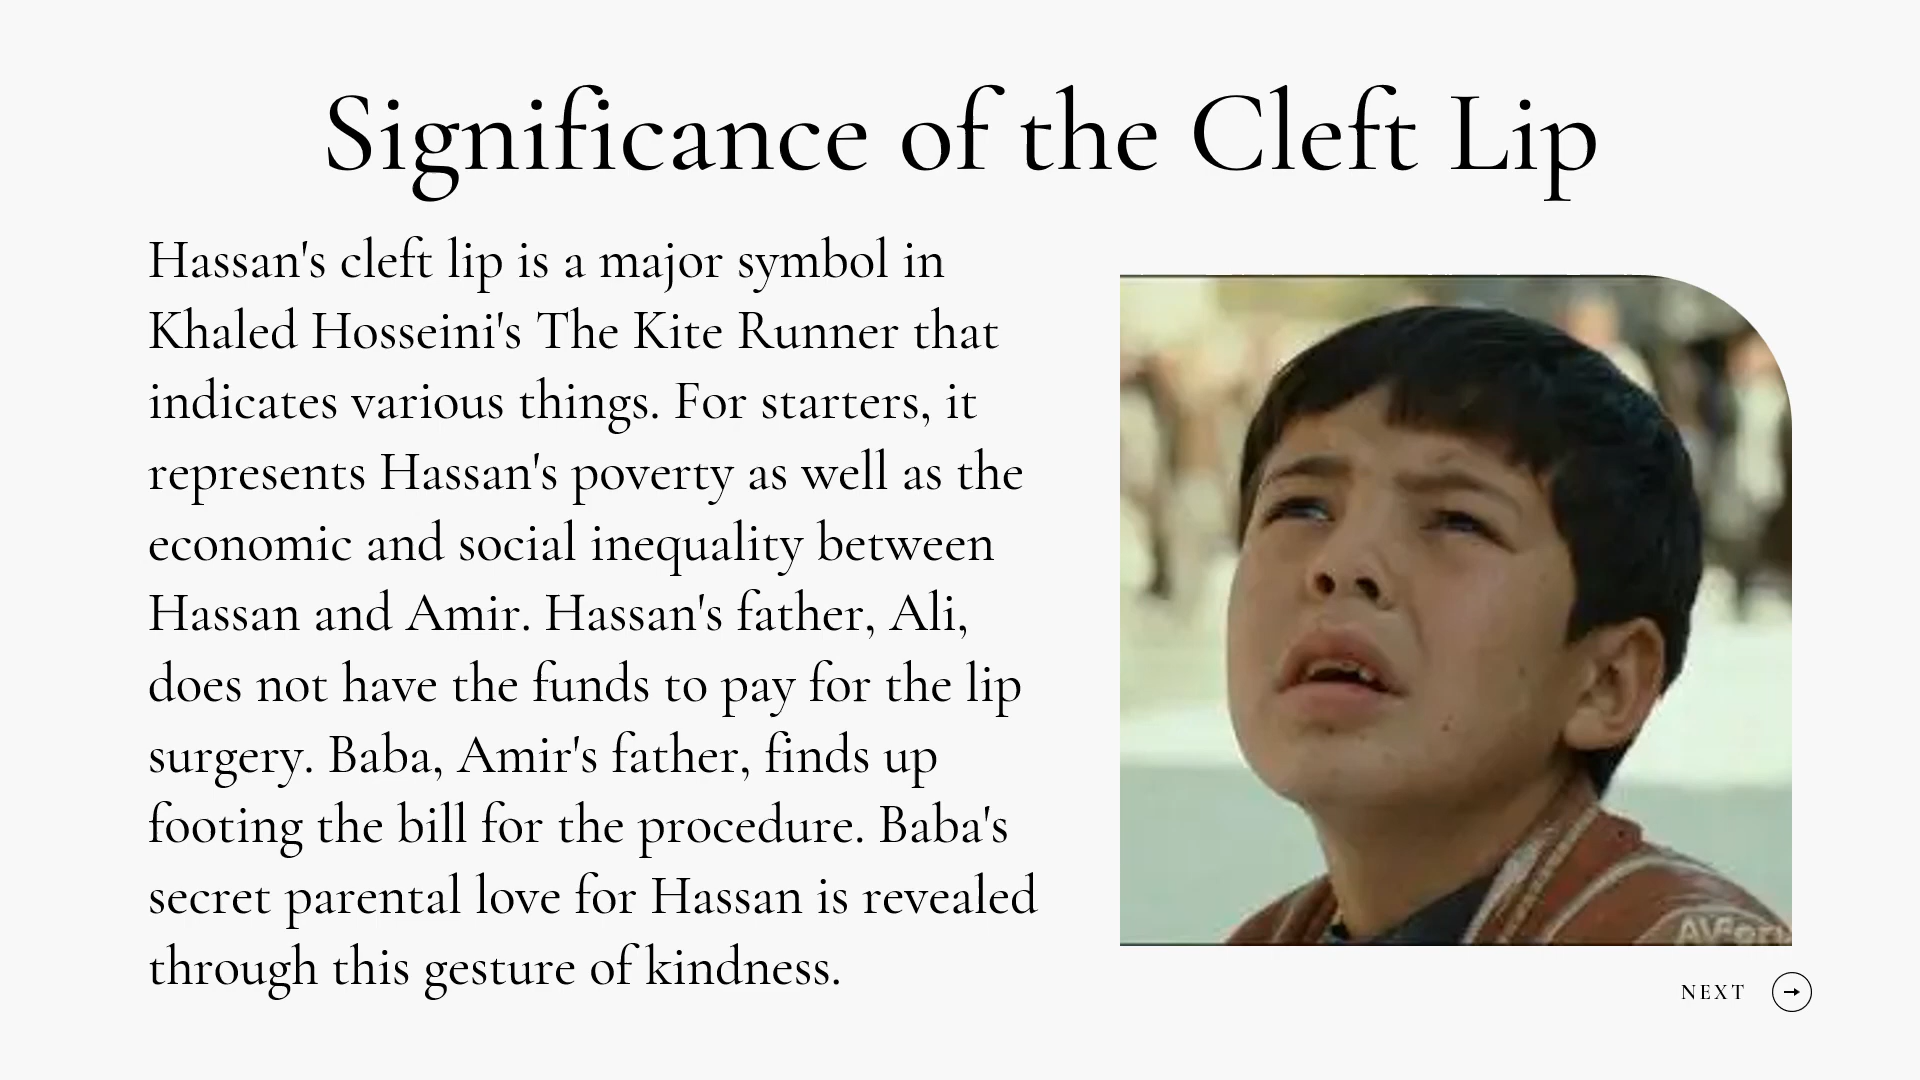 Significance of the Cleft Lip
Hassan's cleft lip is a major symbol in
Khaled Hosseini's The Kite Runner that
indicates various things. For starters, it
represents Hassan's poverty as well as the
economic and social inequality between
Hassan and Amir. Hassan's father, Ali,
does not have the funds to pay for the lip
surgery. Baba, Amir's father, finds up
footing the bill for the procedure. Baba's
secret parental love for Hassan is revealed
through this gesture of kindness.
NEXT